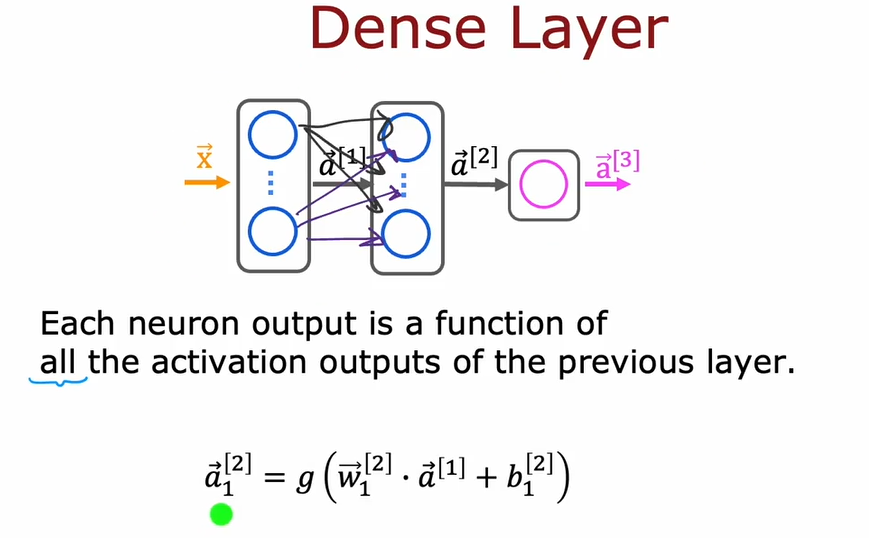 Dense Layer
x⃗ a⃗[1] a⃗[2] a⃗[3]
Each neuron output is a function of
all the activation outputs of the previous layer.
a⃗₁[2] = g (w⃗₁[2] · a⃗[1] + b₁[2])